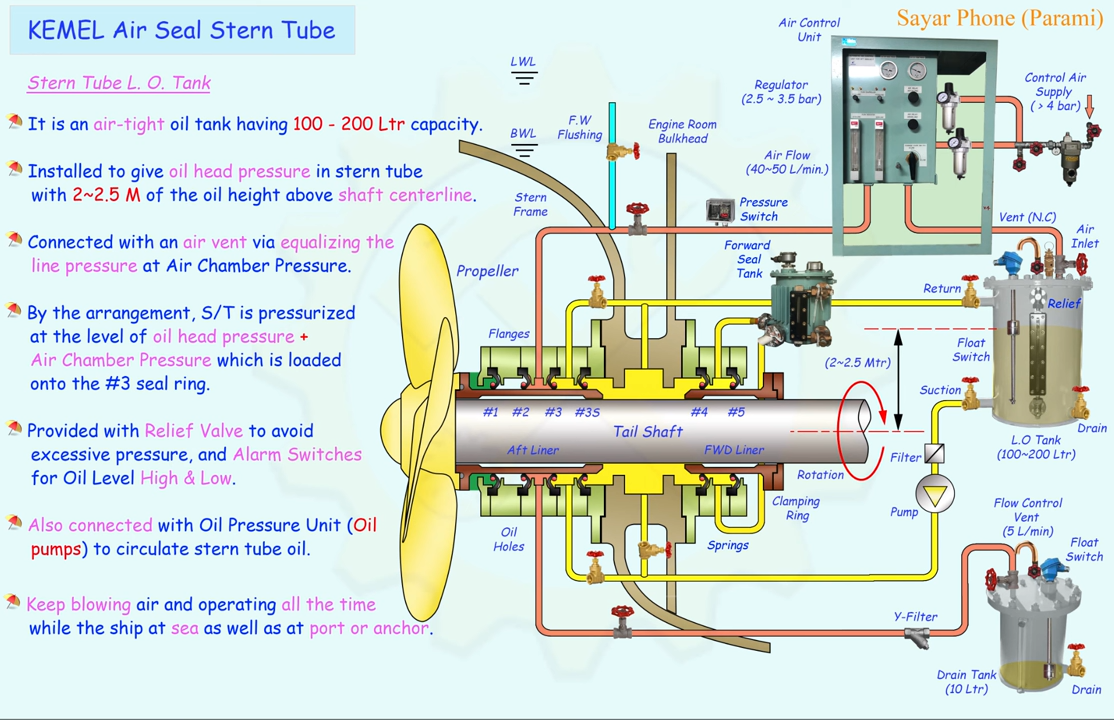 KEMEL Air Seal Stern Tube
Sayar Phone (Parami)
Stern Tube L. O. Tank
It is an air-tight oil tank having 100 - 200 Ltr capacity.
Installed to give oil head pressure in stern tube
with 2~2.5 M of the oil height above shaft centerline.
Connected with an air vent via equalizing the
line pressure at Air Chamber Pressure.
By the arrangement, S/T is pressurized
at the level of oil head pressure +
Air Chamber Pressure which is loaded
onto the #3 seal ring.
Provided with Relief Valve to avoid
excessive pressure, and Alarm Switches
for Oil Level High & Low.
Also connected with Oil Pressure Unit (Oil
pumps) to circulate stern tube oil.
Keep blowing air and operating all the time
while the ship at sea as well as at port or anchor.
LWL
BWL
F.W
Flushing
Engine Room
Bulkhead
Stern
Frame
Propeller
Flanges
Air Control
Unit
Regulator
(2.5 ~ 3.5 bar)
Air Flow
(40~50 L/min.)
Control Air
Supply
( > 4 bar)
Pressure
Switch
Forward
Seal
Tank
Vent (N.C)
Air
Inlet
Return
Relief
Float
Switch
(2~2.5 Mtr)
Suction
Drain
L.O Tank
(100~200 Ltr)
#1 #2 #3 #3S #4 #5
Tail Shaft
Aft Liner
FWD Liner
Rotation
Filter
Pump
Clamping
Ring
Oil
Holes
Springs
Flow Control
Vent
(5 L/min)
Float
Switch
Y-Filter
Drain Tank
(10 Ltr)
Drain